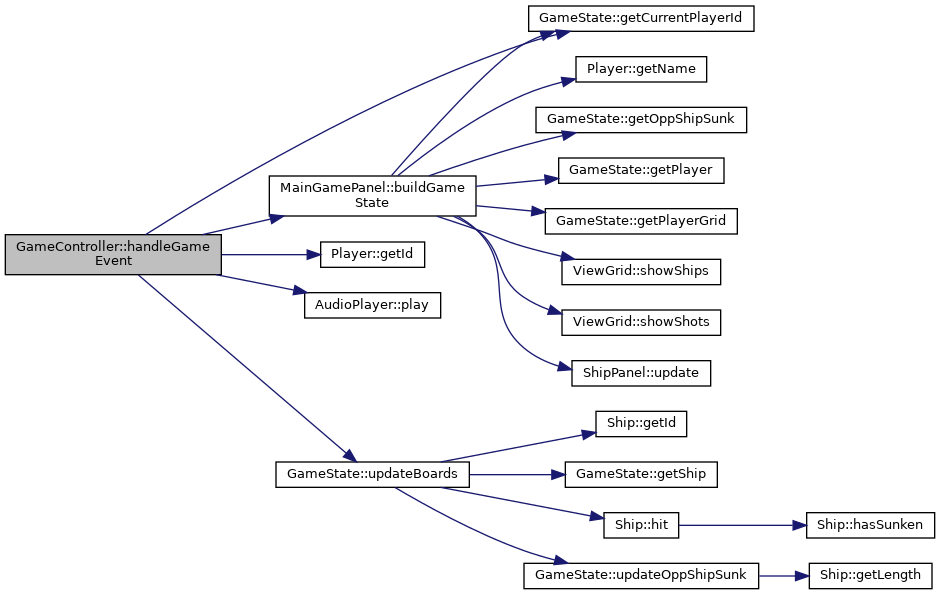 GameState::getCurrentPlayerId
Player::getName
GameState::getOppShipSunk
GameState::getPlayer
MainGamePanel::buildGame
State
GameState::getPlayerGrid
GameController::handleGame
Event
Player::getId
ViewGrid::showShips
AudioPlayer::play
ViewGrid::showShots
ShipPanel::update
Ship::getId
GameState::updateBoards
GameState::getShip
Ship::hit
Ship::hasSunken
GameState::updateOppShipSunk
Ship::getLength